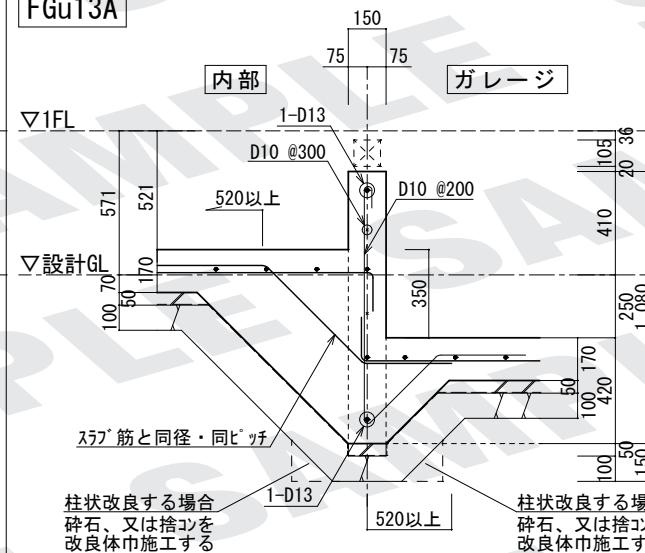 FGu13A
150
75
75
内部
ガレージ
▽1FL
1-D13
D10 @300
D10 @200
520以上
571
521
36
105
20
410
▽設計GL
70
170
50
100
350
250
1,080
170
50
420
100
50
100
150
スラブ筋と同径・同ピッチ
1-D13
520以上
柱状改良する場合
砕石、又は捨コンを
改良体巾施工する
柱状改良する場
砕石、又は捨コン
改良体巾施工す
SAMPLE
SAMPLE